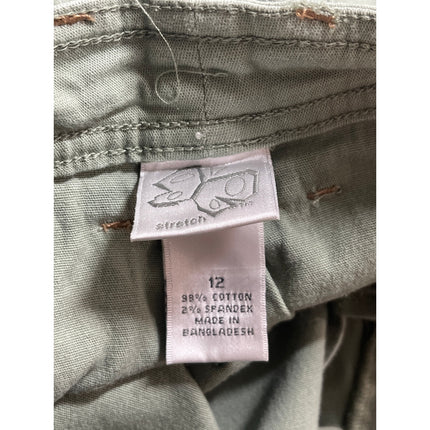 stretch
12
98% COTTON
2% SPANDEX
MADE IN
BANGLADESH